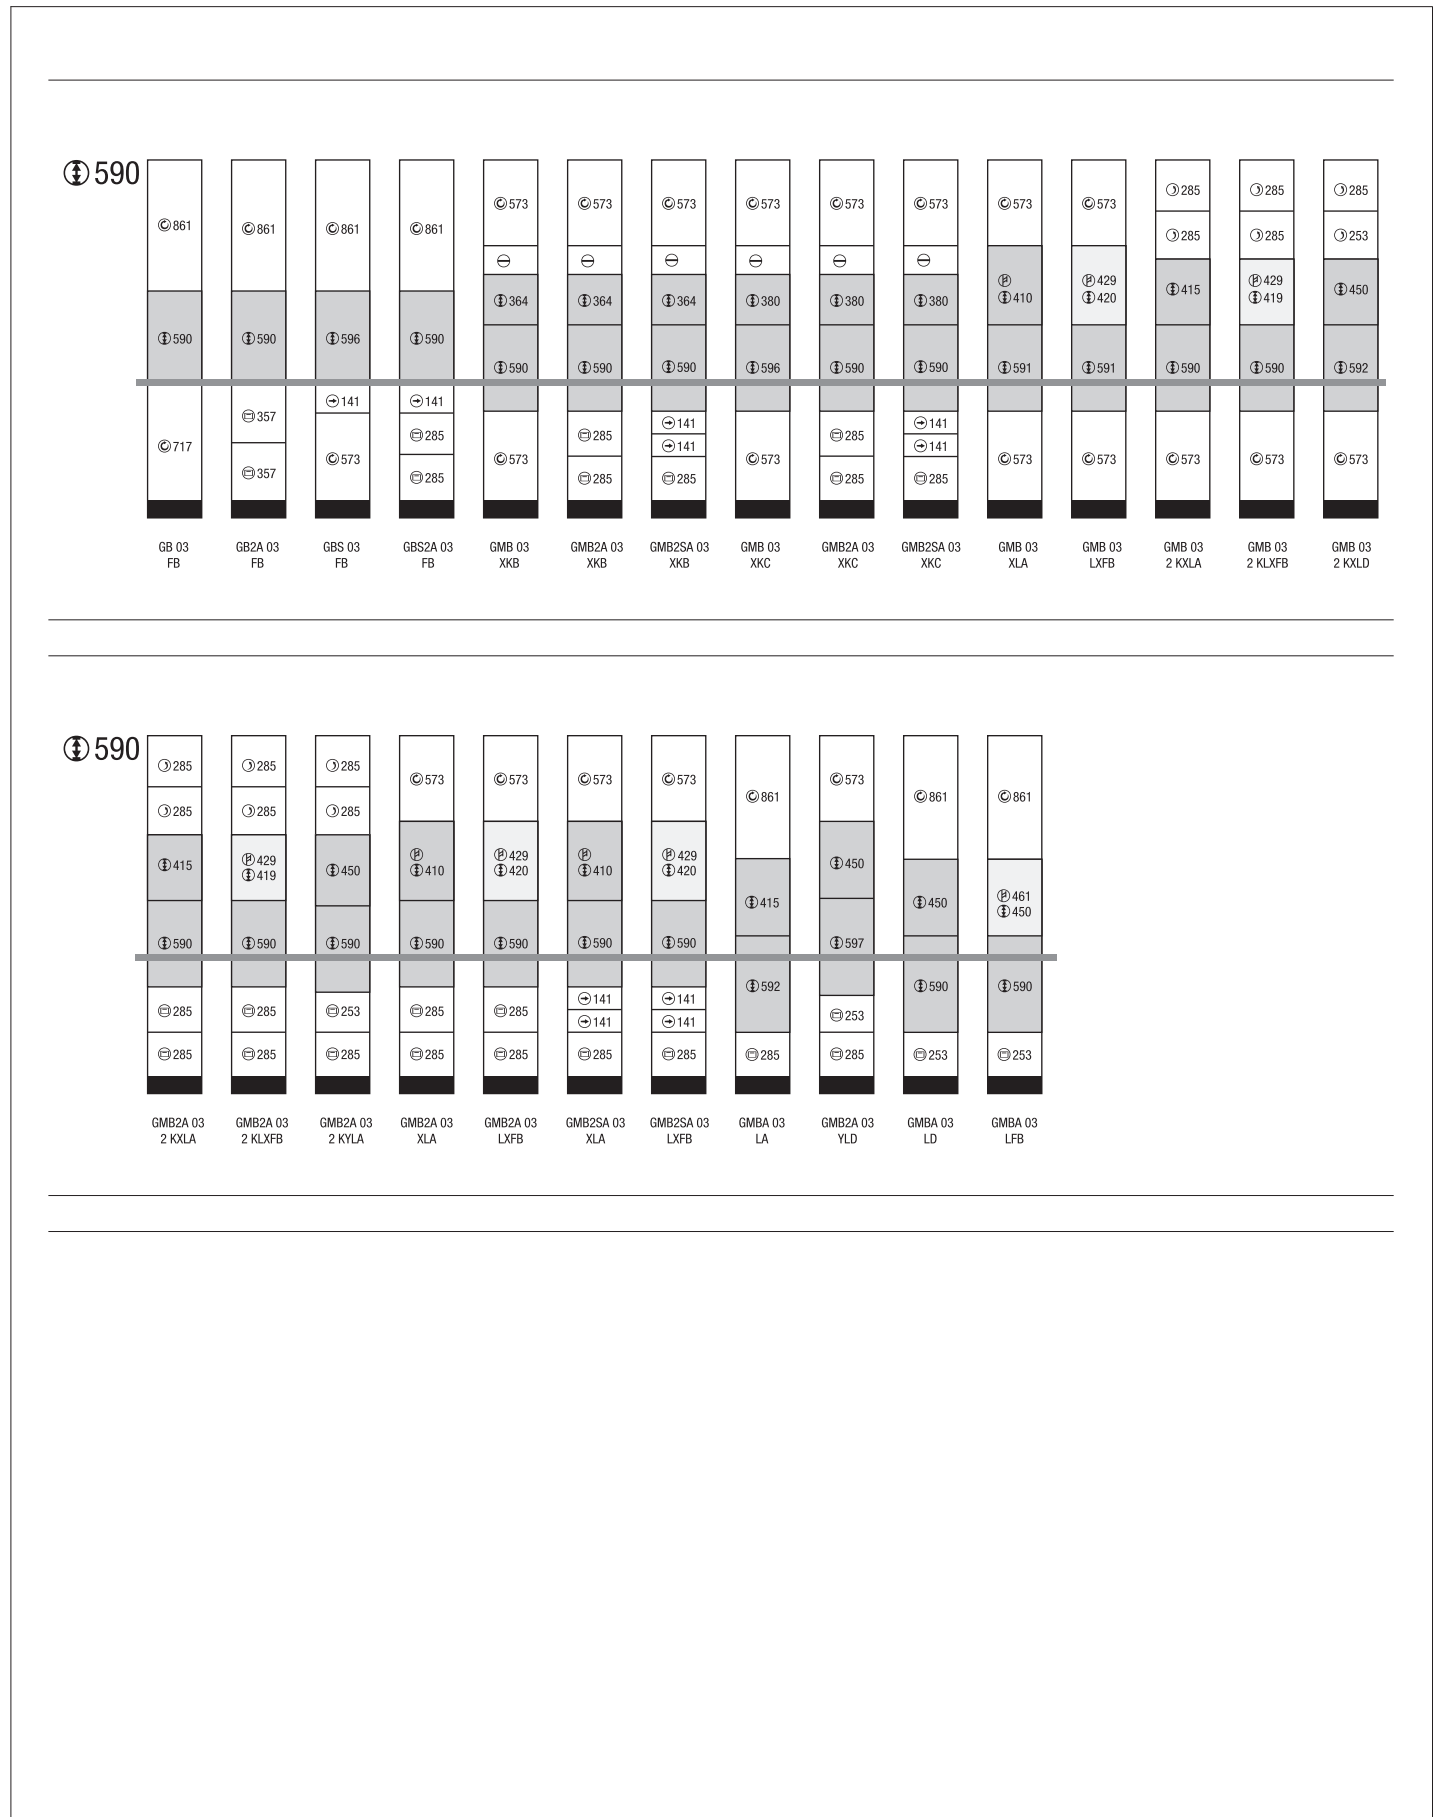 590
861
861
861
861
573
573
573
573
573
573
573
573
285
285
285
285
285
253
590
590
596
590
364
364
364
380
380
380
410
429
420
415
429
419
450
590
590
590
596
590
590
591
591
590
590
592
717
357
357
141
573
141
285
285
573
285
285
141
141
285
573
285
285
141
141
285
573
573
573
573
573
GB 03
FB
GB2A 03
FB
GBS 03
FB
GBS2A 03
FB
GMB 03
XKB
GMB2A 03
XKB
GMB2SA 03
XKB
GMB 03
XKC
GMB2A 03
XKC
GMB2SA 03
XKC
GMB 03
XLA
GMB 03
LXFB
GMB 03
2 KXLA
GMB 03
2 KLXFB
GMB 03
2 KXLD
590
285
285
415
590
285
285
285
285
429
419
590
285
285
285
285
450
590
253
285
573
410
590
285
285
573
429
420
590
285
285
573
410
590
141
141
285
573
429
420
590
141
141
285
861
415
592
285
573
450
597
253
285
861
450
590
253
861
461
450
590
253
GMB2A 03
2 KXLA
GMB2A 03
2 KLXFB
GMB2A 03
2 KYLA
GMB2A 03
XLA
GMB2A 03
LXFB
GMB2SA 03
XLA
GMB2SA 03
LXFB
GMBA 03
LA
GMB2A 03
YLD
GMBA 03
LD
GMBA 03
LFB